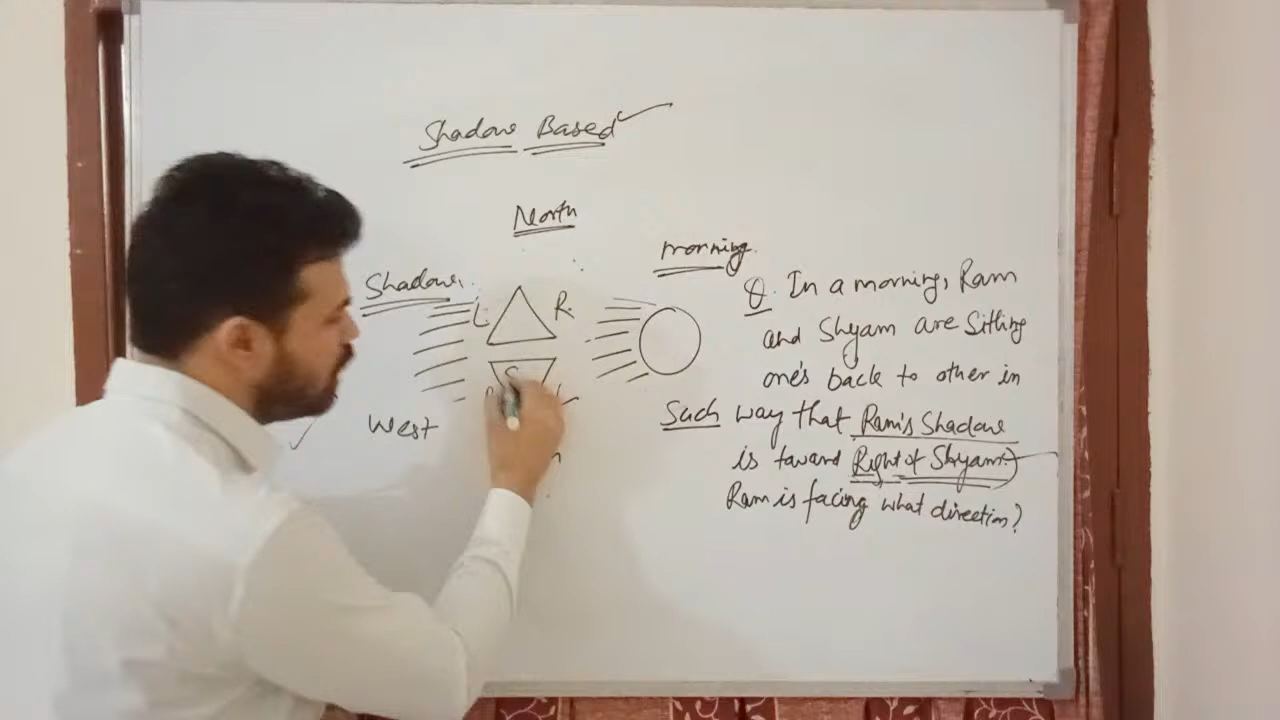 Shadow Based
North
morning.
Shadow.
L
R.
Q. In a morning, Ram
and Shyam are Sitting
one's back to other in
Such way that Ram's Shadow
is toward Right of Shyam.
Ram is facing what direction?
S
L
West